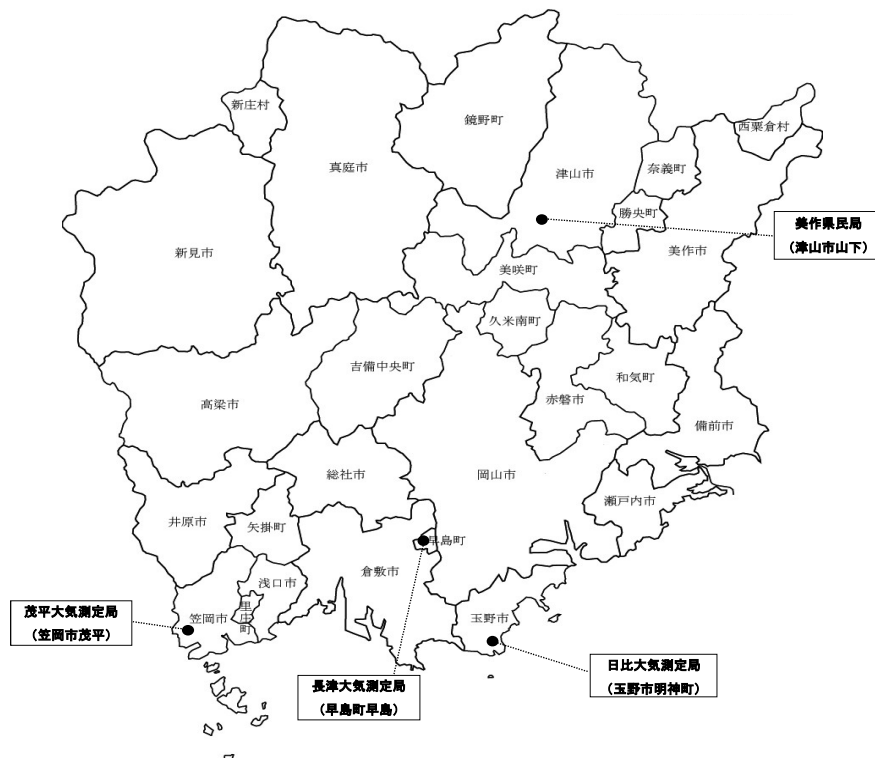 新庄村
鏡野町
西粟倉村
真庭市
津山市
奈義町
勝央町
美作県民局
(津山市山下)
新見市
美作市
美咲町
久米南町
吉備中央町
和気町
高梁市
赤磐市
備前市
総社市
岡山市
瀬戸内市
井原市
矢掛町
早島町
倉敷市
浅口市
里庄町
笠岡市
玉野市
茂平大気測定局
(笠岡市茂平)
長津大気測定局
(早島町早島)
日比大気測定局
(玉野市明神町)